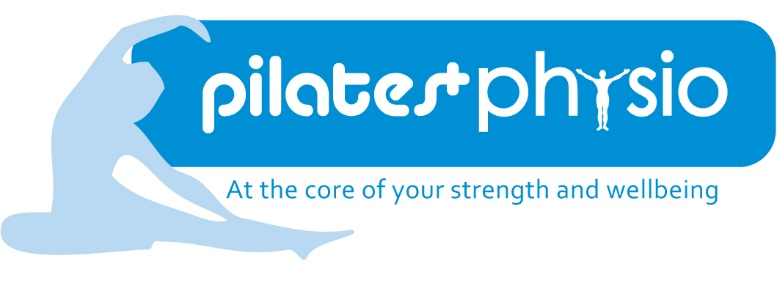 pilates+physio
At the core of your strength and wellbeing